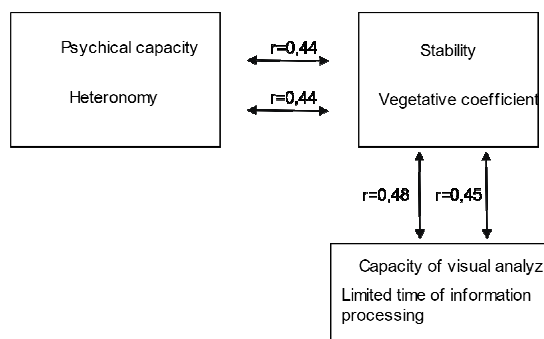 Psychical capacity
Heteronomy
r=0,44
r=0,44
Stability
Vegetative coefficient
r=0,48
r=0,45
Capacity of visual analyz
Limited time of information
processing